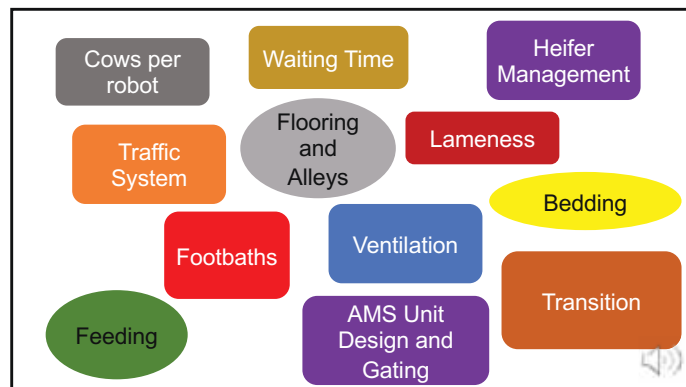 Cows per
robot
Waiting Time
Heifer
Management
Traffic
System
Flooring
and
Alleys
Lameness
Bedding
Footbaths
Ventilation
Transition
Feeding
AMS Unit
Design and
Gating